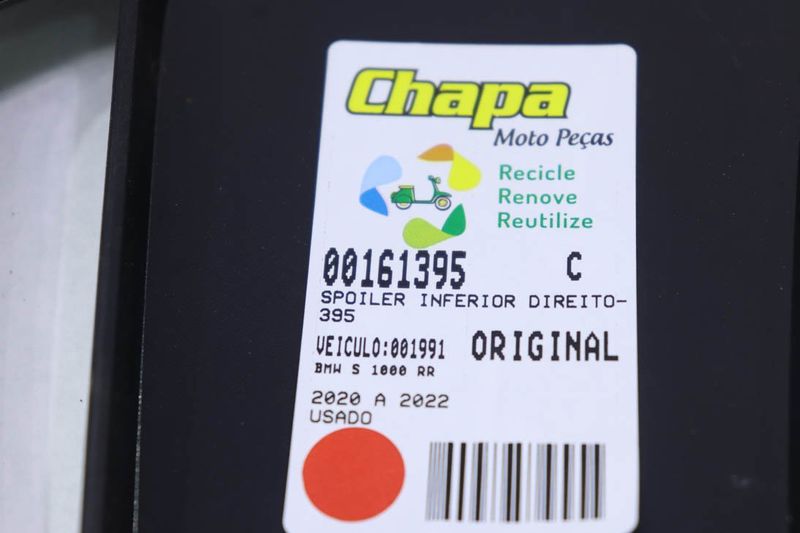 Chapa
Moto Peças
Recicle
Renove
Reutilize
00161395 C
SPOILER INFERIOR DIREITO-
395
VEICULO:001991 ORIGINAL
BMW S 1000 RR
2020 A 2022
USADO